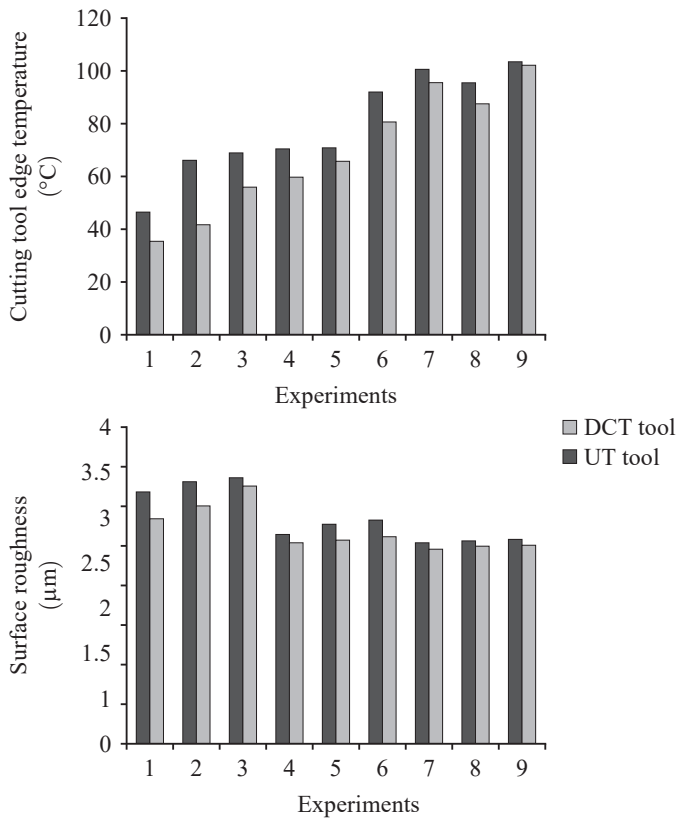 Cutting tool edge temperature
(°C)
120
100
80
60
40
20
0
1 2 3 4 5 6 7 8 9
Experiments
Surface roughness
(μm)
4
3.5
3
2.5
2
1.5
1
0
1 2 3 4 5 6 7 8 9
Experiments
DCT tool
UT tool